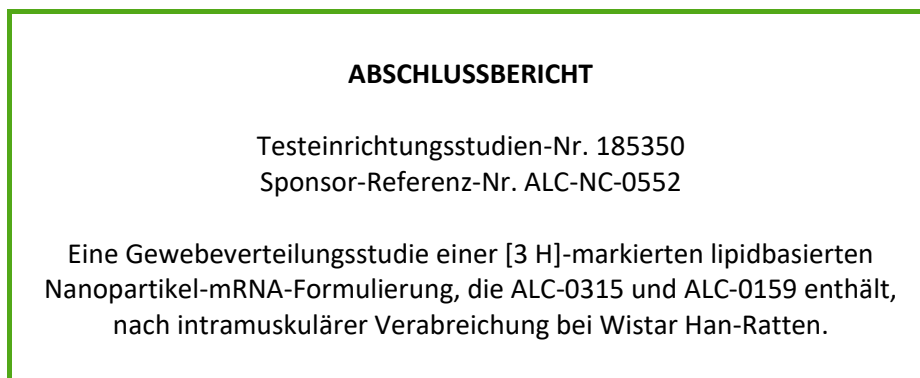 ABSCHLUSSBERICHT
Testeinrichtungsstudien-Nr. 185350
Sponsor-Referenz-Nr. ALC-NC-0552
Eine Gewebeverteilungsstudie einer [3 H]-markierten lipidbasierten
Nanopartikel-mRNA-Formulierung, die ALC-0315 und ALC-0159 enthält,
nach intramuskulärer Verabreichung bei Wistar Han-Ratten.